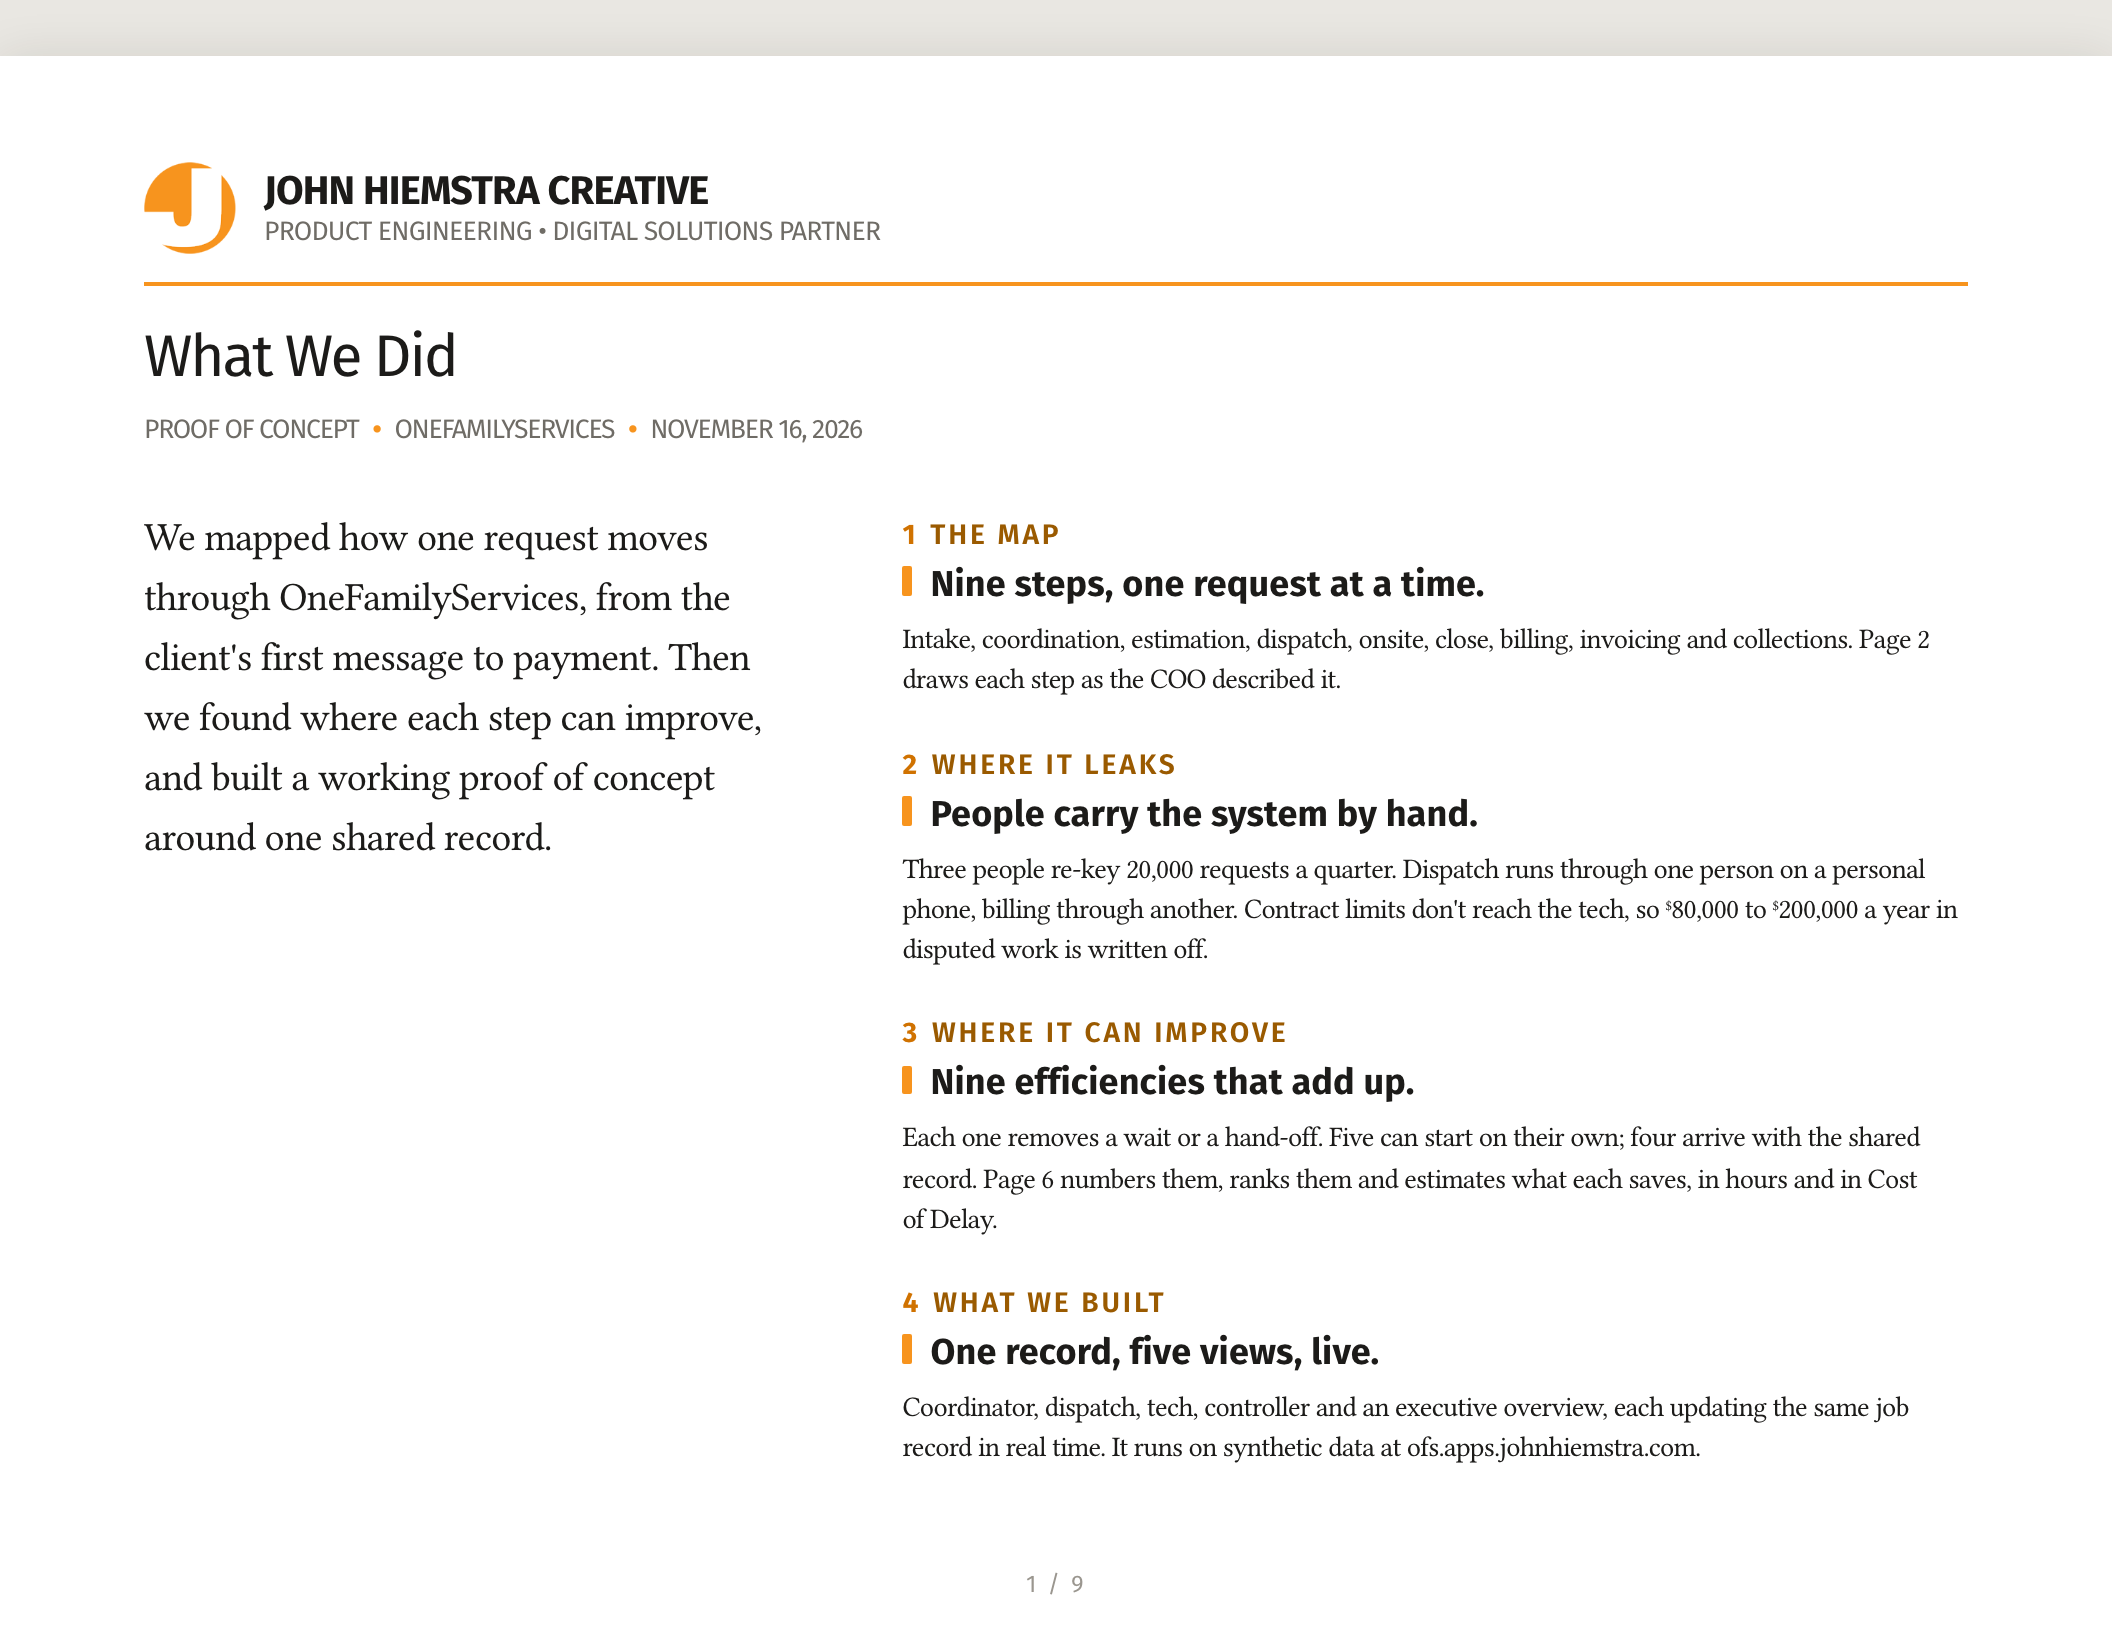 JOHN HIEMSTRA CREATIVE
PRODUCT ENGINEERING • DIGITAL SOLUTIONS PARTNER
What We Did
PROOF OF CONCEPT • ONEFAMILYSERVICES • NOVEMBER 16, 2026
We mapped how one request moves
through OneFamilyServices, from the
client's first message to payment. Then
we found where each step can improve,
and built a working proof of concept
around one shared record.
1 THE MAP
Nine steps, one request at a time.
Intake, coordination, estimation, dispatch, onsite, close, billing, invoicing and collections. Page 2
draws each step as the COO described it.
2 WHERE IT LEAKS
People carry the system by hand.
Three people re-key 20,000 requests a quarter. Dispatch runs through one person on a personal
phone, billing through another. Contract limits don't reach the tech, so $80,000 to $200,000 a year in
disputed work is written off.
3 WHERE IT CAN IMPROVE
Nine efficiencies that add up.
Each one removes a wait or a hand-off. Five can start on their own; four arrive with the shared
record. Page 6 numbers them, ranks them and estimates what each saves, in hours and in Cost
of Delay.
4 WHAT WE BUILT
One record, five views, live.
Coordinator, dispatch, tech, controller and an executive overview, each updating the same job
record in real time. It runs on synthetic data at ofs.apps.johnhiemstra.com.
1 / 9